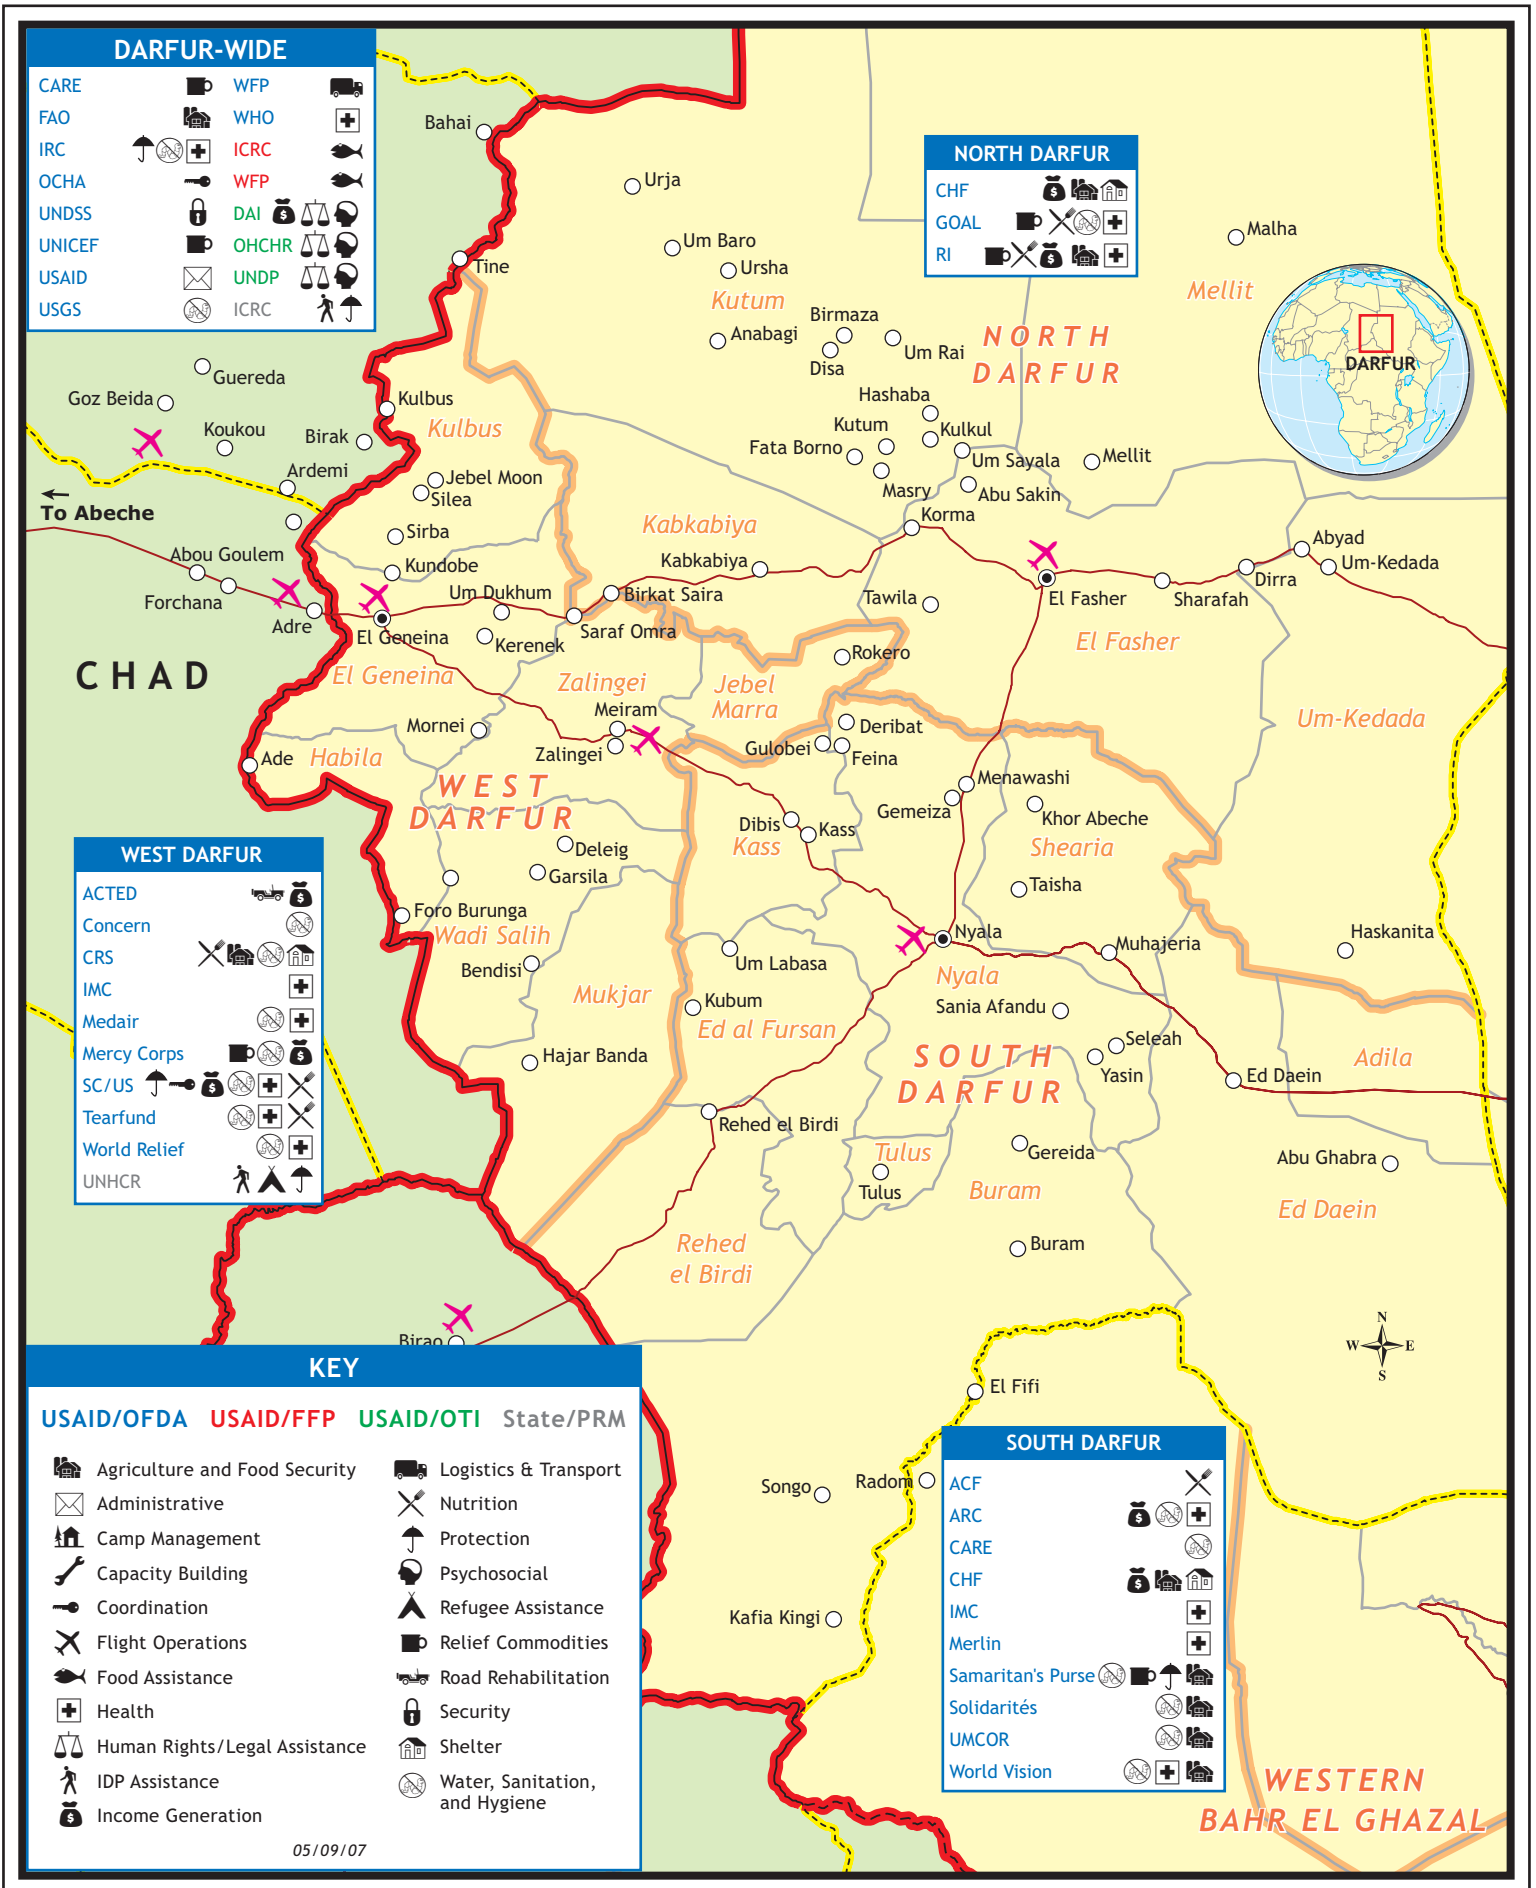 DARFUR-WIDE
CARE WFP
FAO WHO
IRC ICRC
OCHA WFP
UNDSS DAI
UNICEF OHCHR
USAID UNDP
USGS ICRC
NORTH DARFUR
CHF
GOAL
RI
DARFUR
Bahai
Urja
Malha
Um Baro
Ursha
Tine
Kutum
Mellit
Birmaza
Anabagi
Um Rai
Disa
NORTH
DARFUR
Guereda
Goz Beida
Kulbus
Kulbus
Hashaba
Koukou
Birak
Kutum
Kulkul
Fata Borno
Um Sayala
Mellit
Ardemi
Jebel Moon
Silea
Masry
Abu Sakin
To Abeche
Korma
Kabkabiya
Sirba
Abyad
Abou Goulem
Kundobe
Kabkabiya
Um-Kedada
Dirra
Forchana
Um Dukhum
Birkat Saira
Tawila
El Fasher
Sharafah
Adre
El Geneina
Kerenek
Saraf Omra
El Fasher
Rokero
CHAD
El Geneina
Zalingei
Jebel
Marra
Meiram
Um-Kedada
Mornei
Deribat
Zalingei
Gulobei
Feina
Ade
Habila
Menawashi
WEST
DARFUR
Gemeiza
Khor Abeche
Dibis
Kass
Kass
Shearia
Deleig
Garsila
Taisha
Foro Burunga
Wadi Salih
Nyala
Haskanita
Muhajeria
Bendisi
Um Labasa
Nyala
Mukjar
Kubum
Sania Afandu
Ed al Fursan
Seleah
Hajar Banda
SOUTH
DARFUR
Yasin
Adila
Ed Daein
Rehed el Birdi
Tulus
Gereida
Abu Ghabra
Tulus
Buram
Ed Daein
Rehed
el Birdi
Buram
Birao
El Fifi
Songo
Radom
Kafia Kingi
WESTERN
BAHR EL GHAZAL
N
W E
S
WEST DARFUR
ACTED
Concern
CRS
IMC
Medair
Mercy Corps
SC/US
Tearfund
World Relief
UNHCR
KEY
USAID/OFDA USAID/FFP USAID/OTI State/PRM
Agriculture and Food Security
Administrative
Camp Management
Capacity Building
Coordination
Flight Operations
Food Assistance
Health
Human Rights/Legal Assistance
IDP Assistance
Income Generation
Logistics & Transport
Nutrition
Protection
Psychosocial
Refugee Assistance
Relief Commodities
Road Rehabilitation
Security
Shelter
Water, Sanitation,
and Hygiene
05/09/07
SOUTH DARFUR
ACF
ARC
CARE
CHF
IMC
Merlin
Samaritan's Purse
Solidarités
UMCOR
World Vision